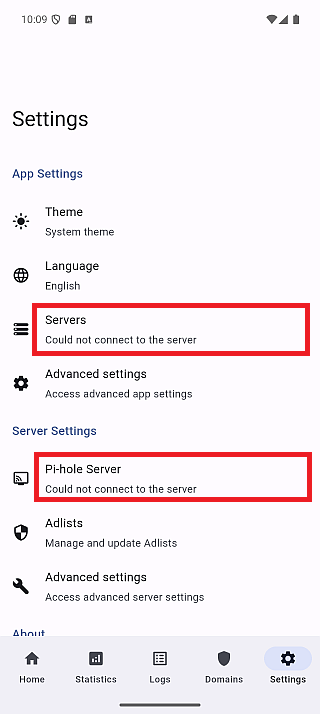 10:09
Settings
App Settings
Theme
System theme
Language
English
Servers
Could not connect to the server
Advanced settings
Access advanced app settings
Server Settings
Pi-hole Server
Could not connect to the server
Adlists
Manage and update Adlists
Advanced settings
Access advanced server settings
About
Home Statistics Logs Domains Settings